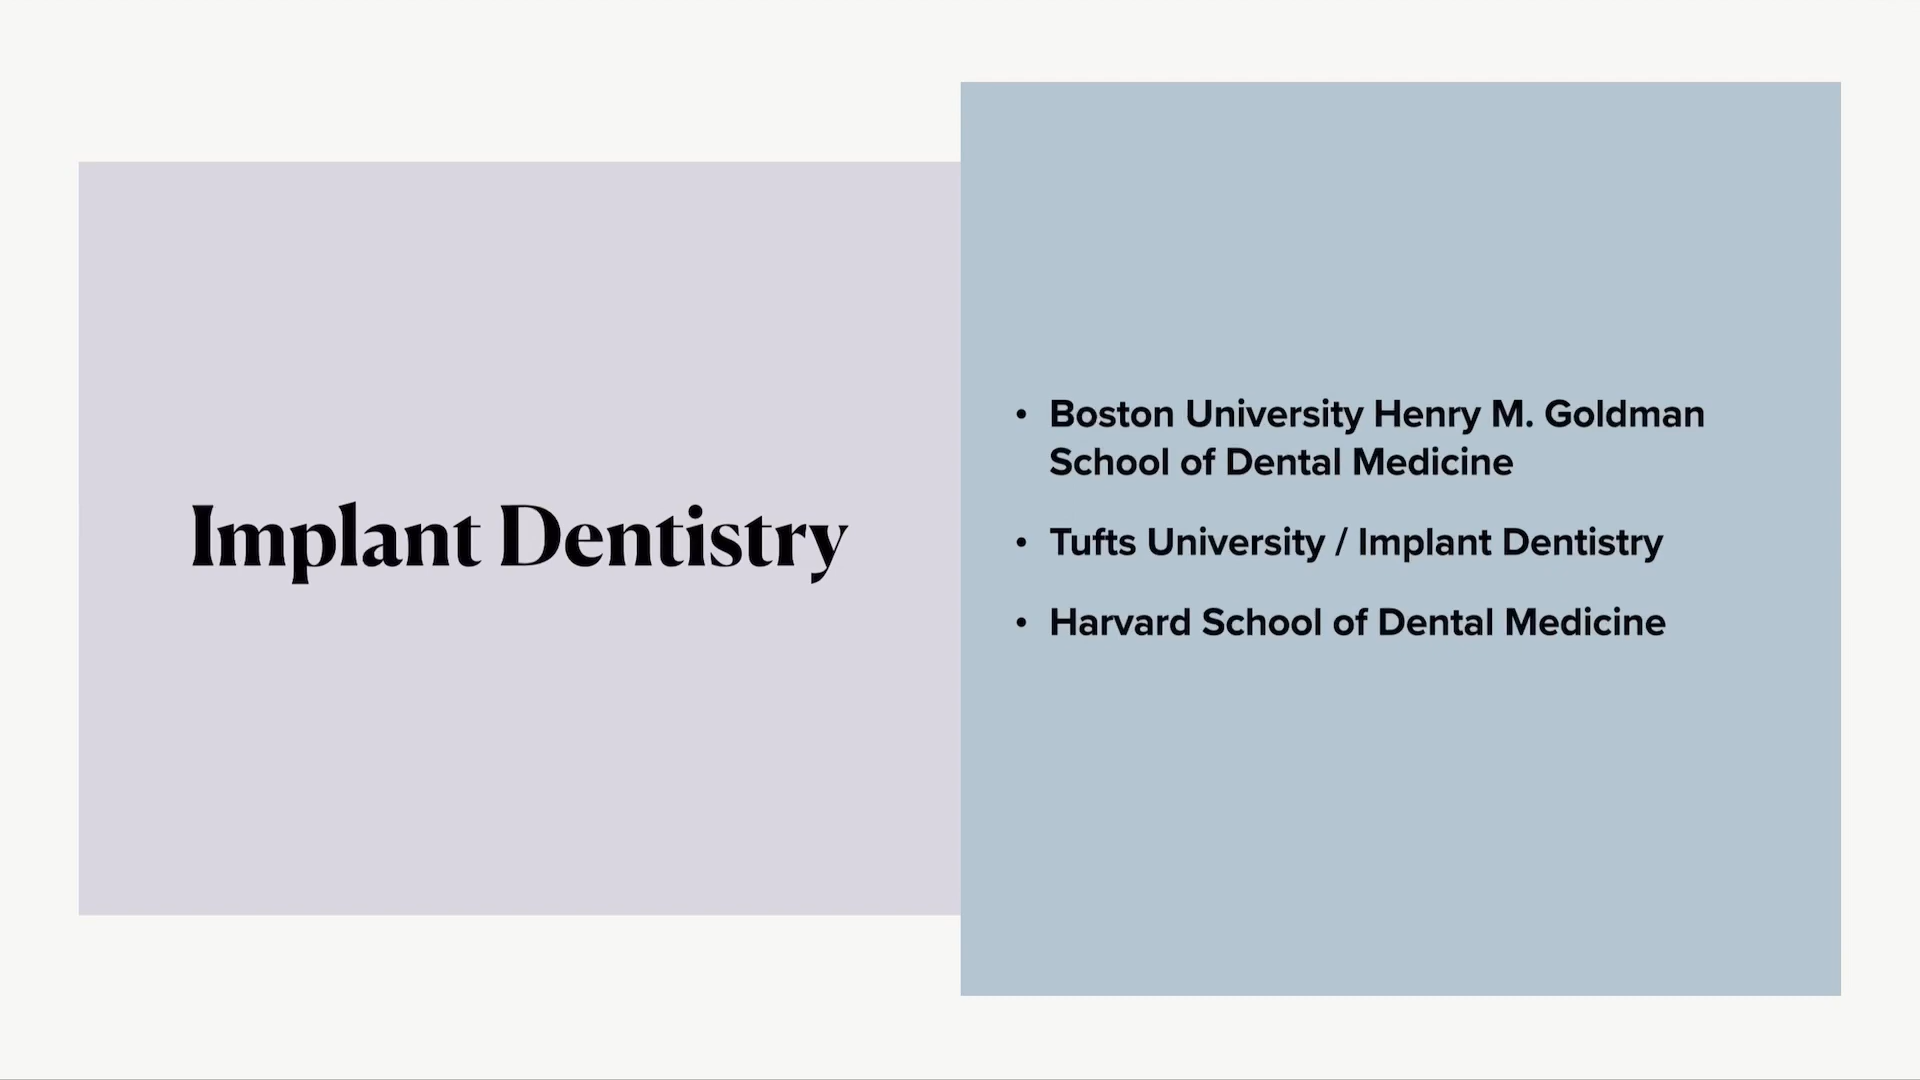 Implant Dentistry
• Boston University Henry M. Goldman
School of Dental Medicine
• Tufts University / Implant Dentistry
• Harvard School of Dental Medicine